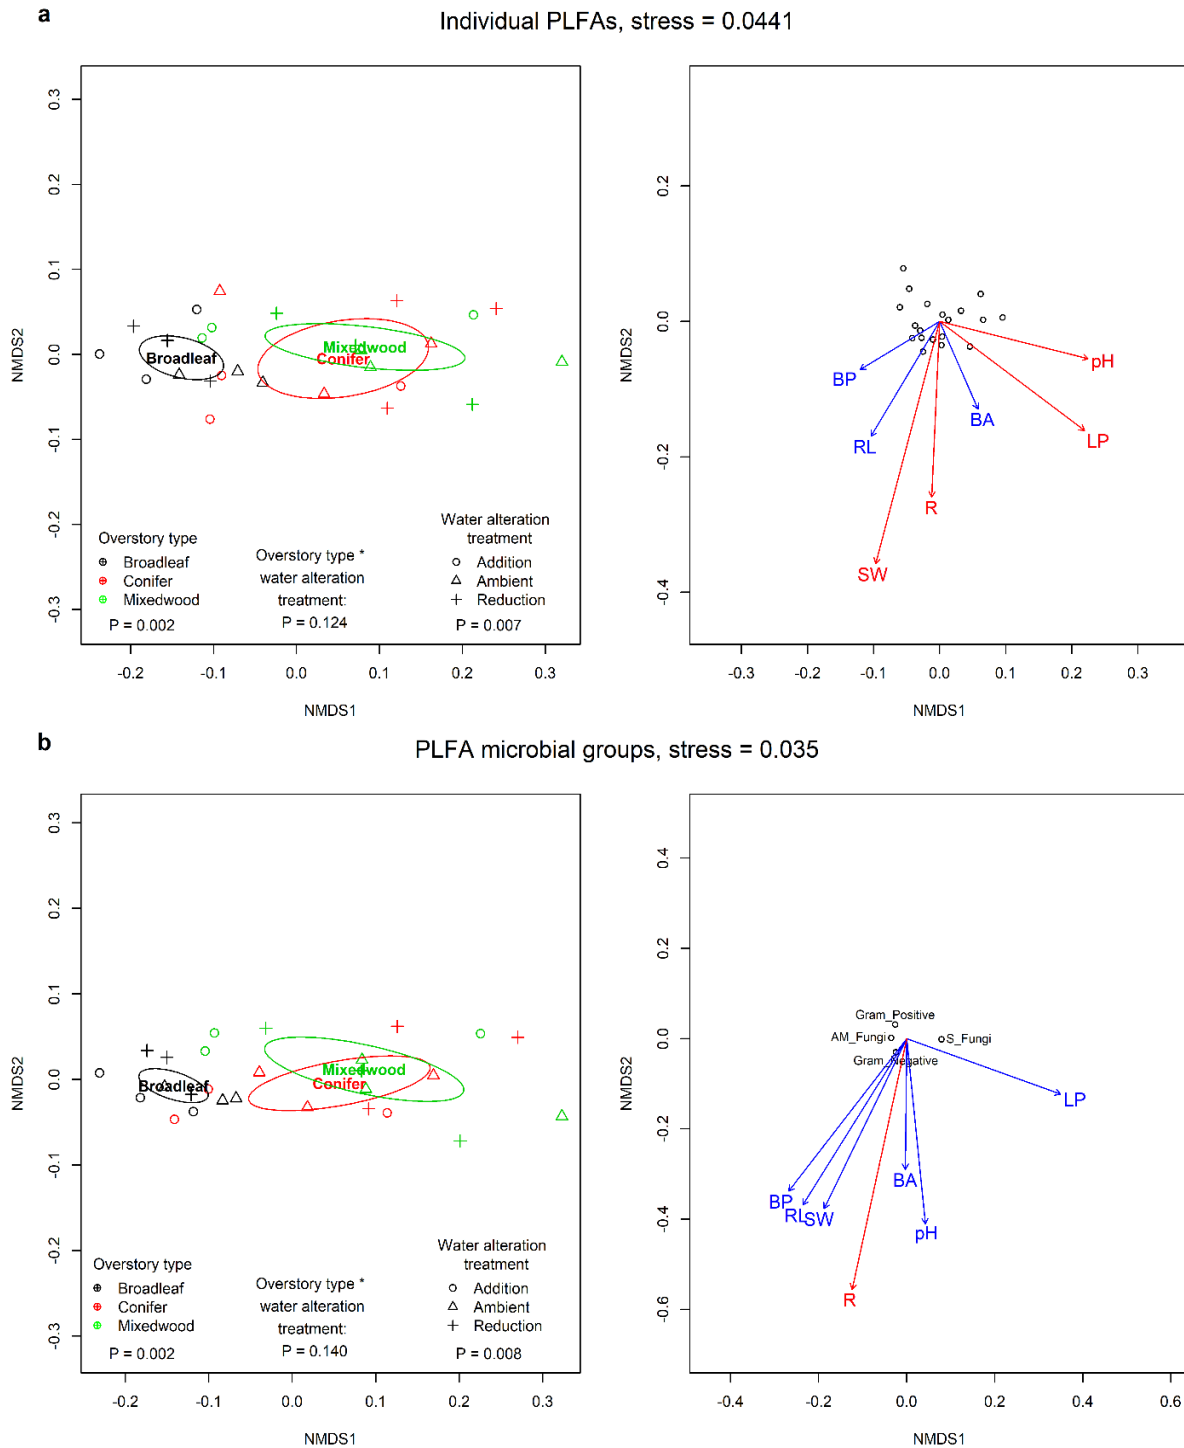 a
Individual PLFAs, stress = 0.0441
NMDS2
0.3
0.2
0.1
0.0
-0.1
-0.2
-0.3
Broadleaf
Mixedwood
Conifer
Overstory type
Broadleaf
Conifer
Mixedwood
P = 0.002
Overstory type *
water alteration
treatment:
P = 0.124
Water alteration
treatment
Addition
Ambient
Reduction
P = 0.007
-0.2 -0.1 0.0 0.1 0.2 0.3
NMDS1
NMDS2
0.2
0.0
-0.2
-0.4
pH
BP
BA
LP
RL
R
SW
-0.3 -0.2 -0.1 0.0 0.1 0.2 0.3
NMDS1
b
PLFA microbial groups, stress = 0.035
NMDS2
0.3
0.2
0.1
0.0
-0.1
-0.2
-0.3
Broadleaf
Mixedwood
Conifer
Overstory type
Broadleaf
Conifer
Mixedwood
P = 0.002
Overstory type *
water alteration
treatment:
P = 0.140
Water alteration
treatment
Addition
Ambient
Reduction
P = 0.008
-0.2 -0.1 0.0 0.1 0.2 0.3
NMDS1
NMDS2
0.4
0.2
0.0
-0.2
-0.4
-0.6
Gram_Positive
AM_Fungi
S_Fungi
Gram_Negative
LP
BA
BP
RL
SW
pH
R
-0.4 -0.2 0.0 0.2 0.4 0.6
NMDS1